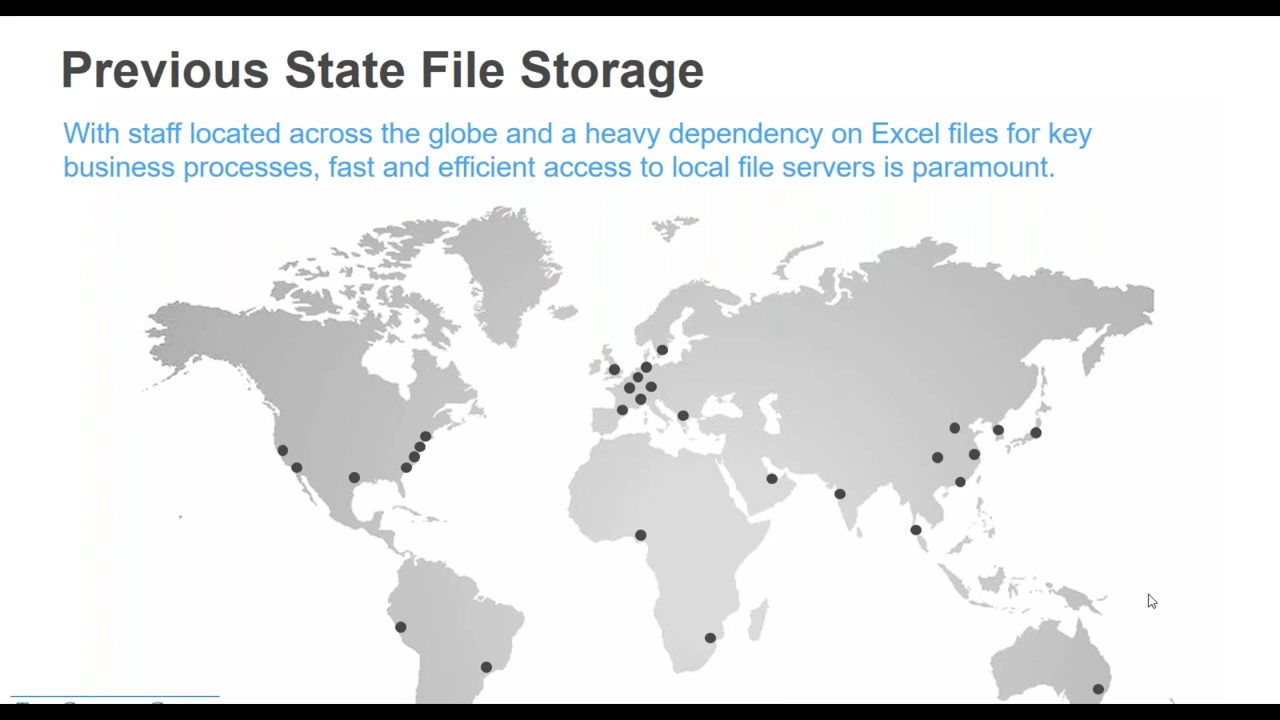 Previous State File Storage
With staff located across the globe and a heavy dependency on Excel files for key
business processes, fast and efficient access to local file servers is paramount.